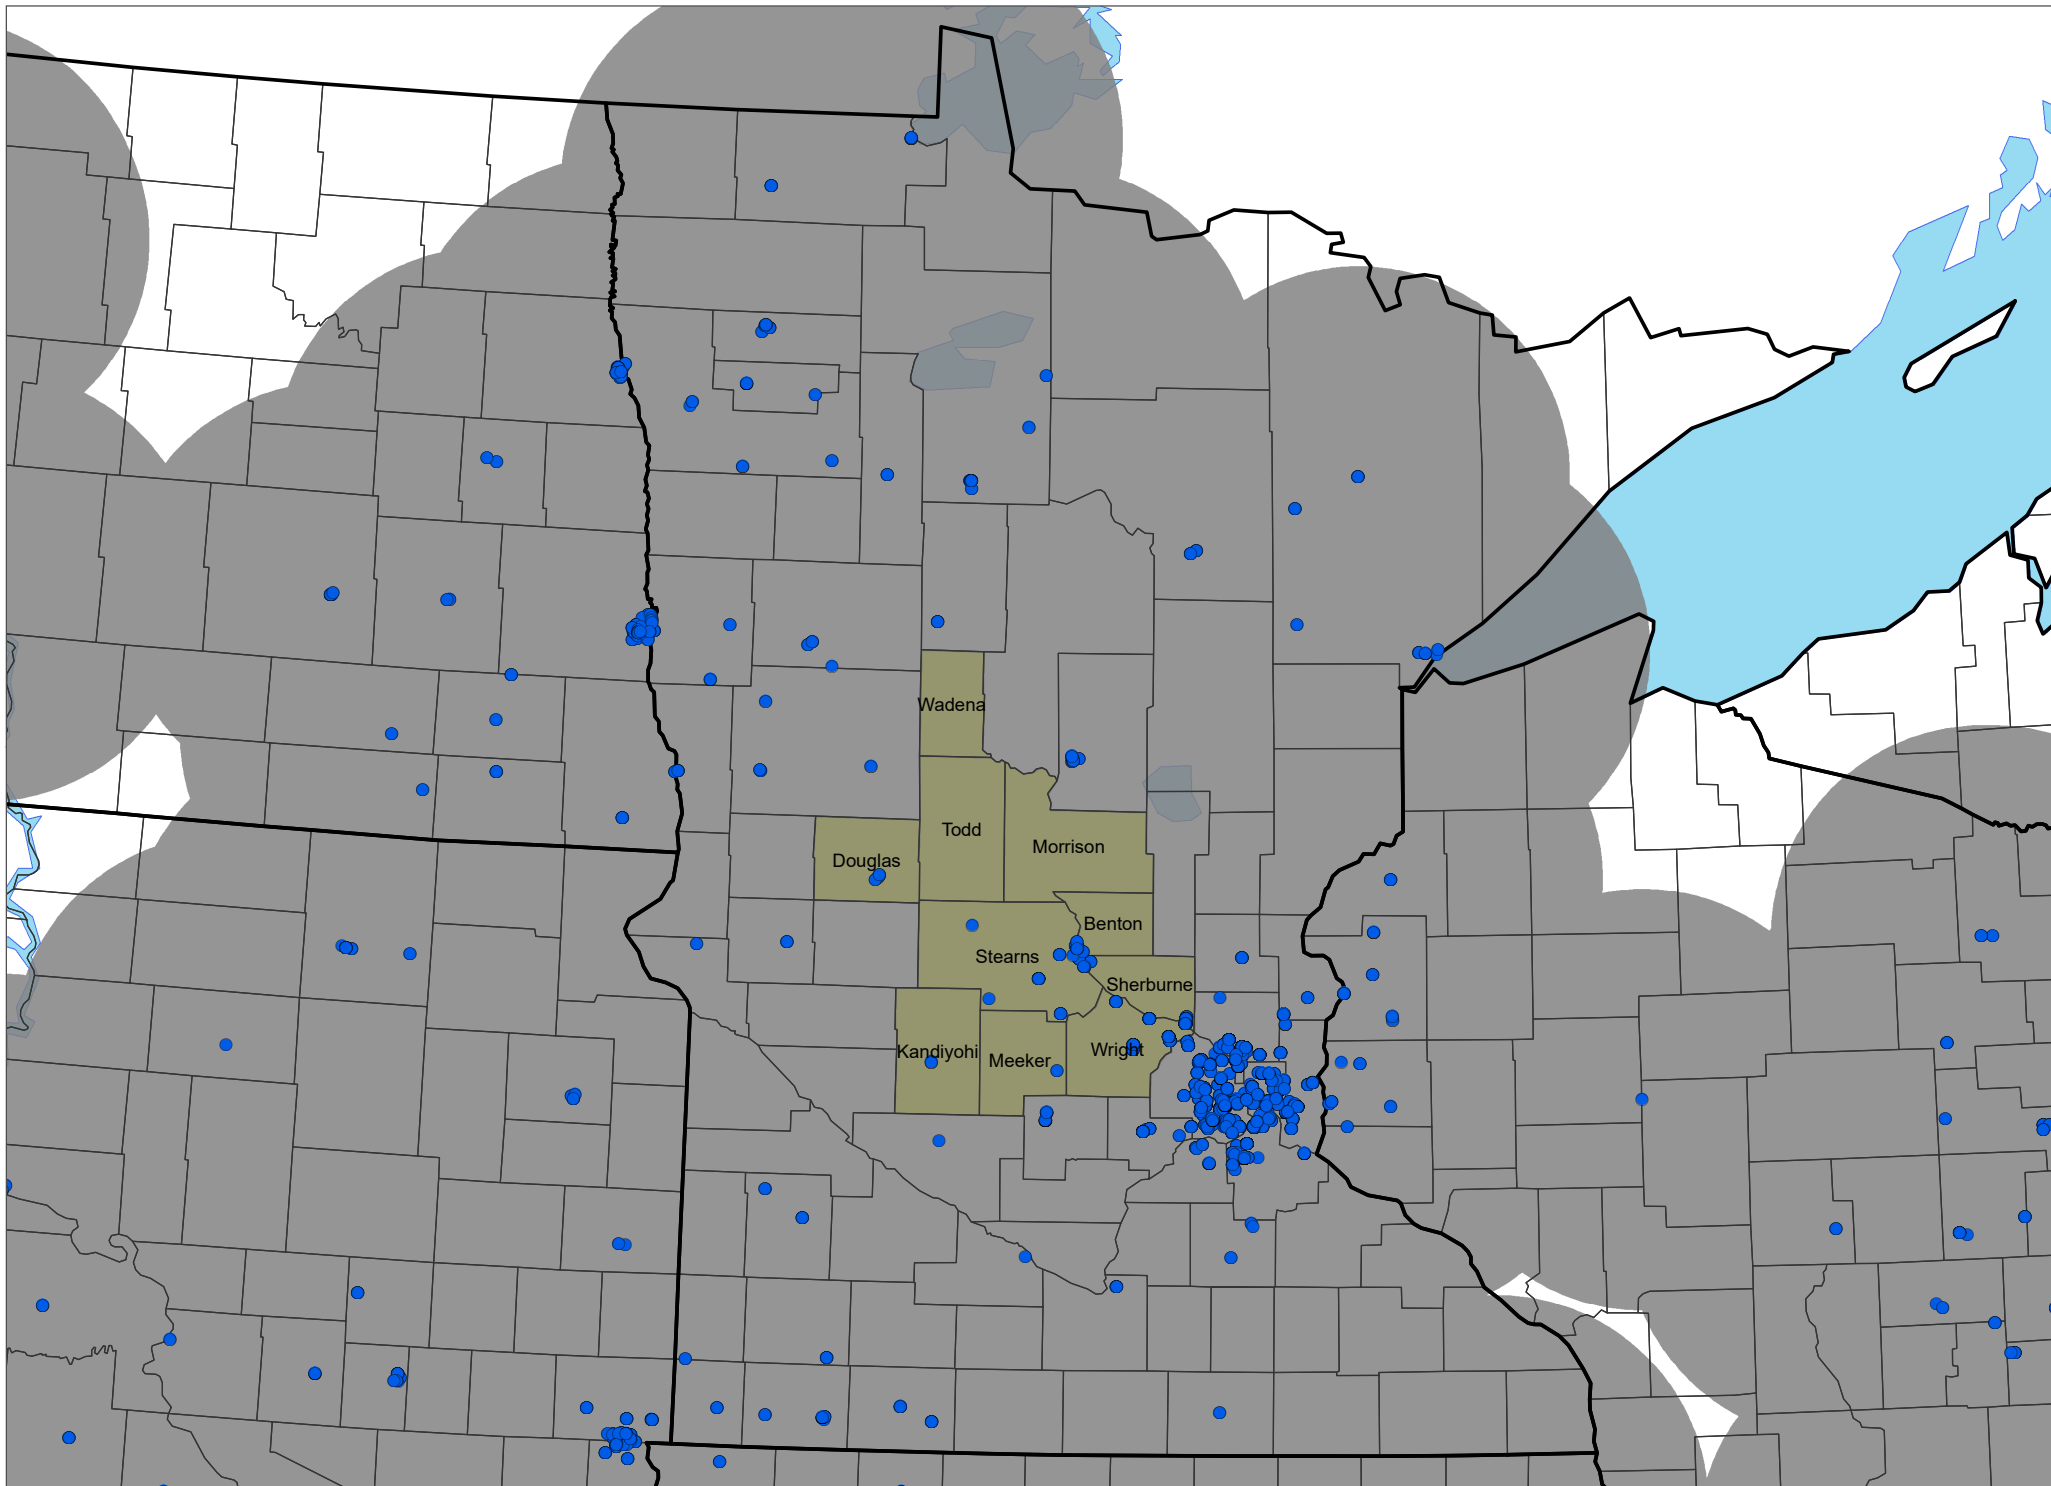 Wadena
Todd
Morrison
Douglas
Benton
Stearns
Sherburne
Kandiyohi
Meeker
Wright